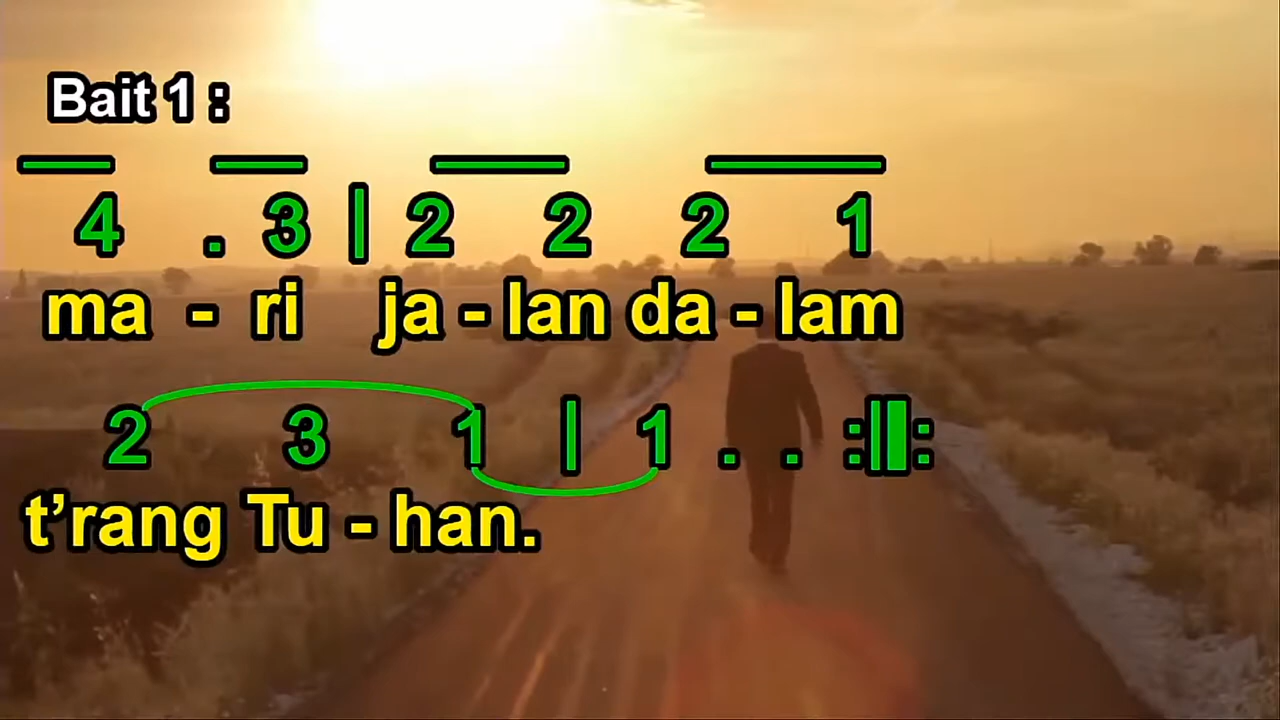 Bait 1 :
4 . 3 | 2 2 2 1
ma - ri ja - lan da - lam
2 3 1 | 1 . . :||:
t’rang Tu - han.